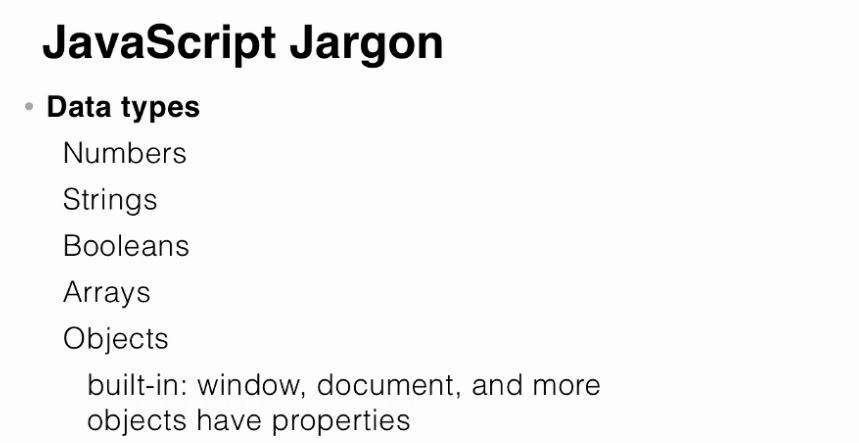 JavaScript Jargon
• Data types
Numbers
Strings
Booleans
Arrays
Objects
built-in: window, document, and more
objects have properties